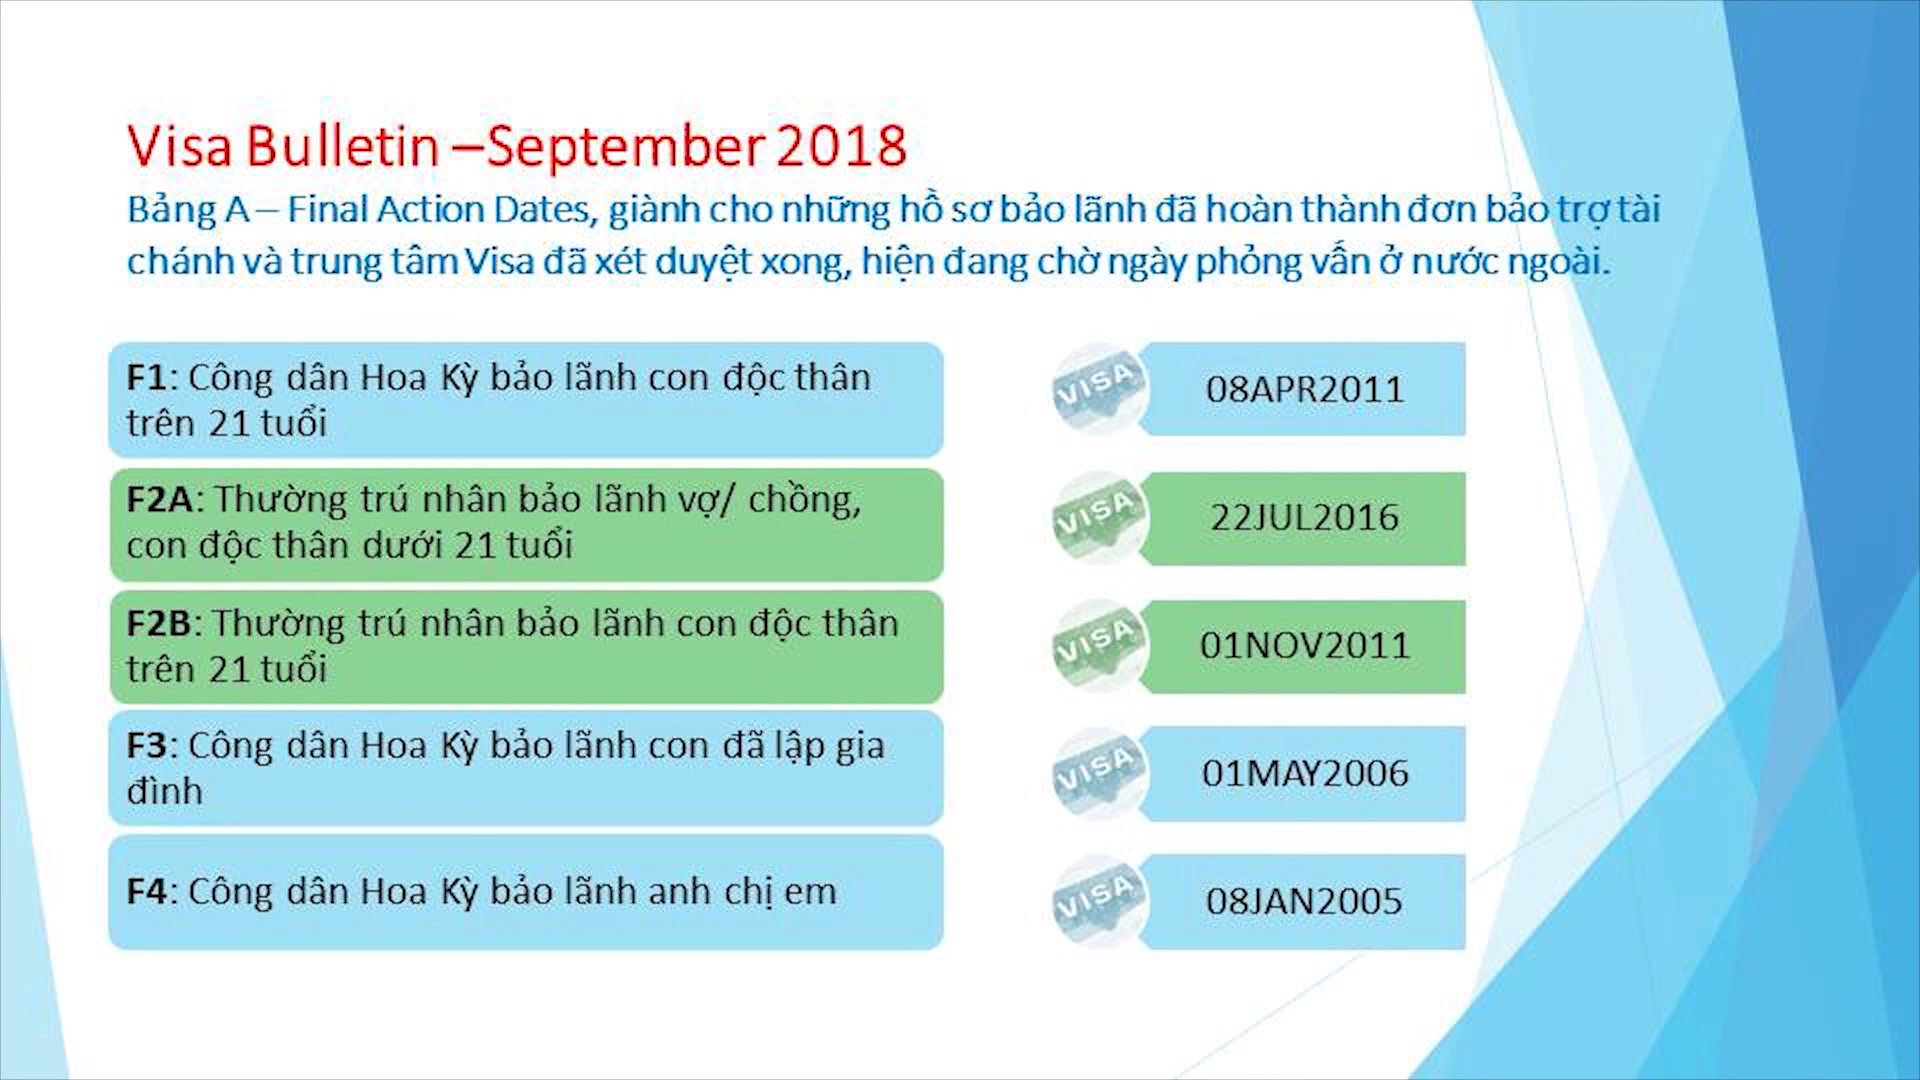 Visa Bulletin –September 2018
Bảng A – Final Action Dates, giành cho những hồ sơ bảo lãnh đã hoàn thành đơn bảo trợ tài
chánh và trung tâm Visa đã xét duyệt xong, hiện đang chờ ngày phỏng vấn ở nước ngoài.
F1: Công dân Hoa Kỳ bảo lãnh con độc thân
trên 21 tuổi
VISA
08APR2011
F2A: Thường trú nhân bảo lãnh vợ/ chồng,
con độc thân dưới 21 tuổi
VISA
22JUL2016
F2B: Thường trú nhân bảo lãnh con độc thân
trên 21 tuổi
VISA
01NOV2011
F3: Công dân Hoa Kỳ bảo lãnh con đã lập gia
đình
VISA
01MAY2006
F4: Công dân Hoa Kỳ bảo lãnh anh chị em
VISA
08JAN2005